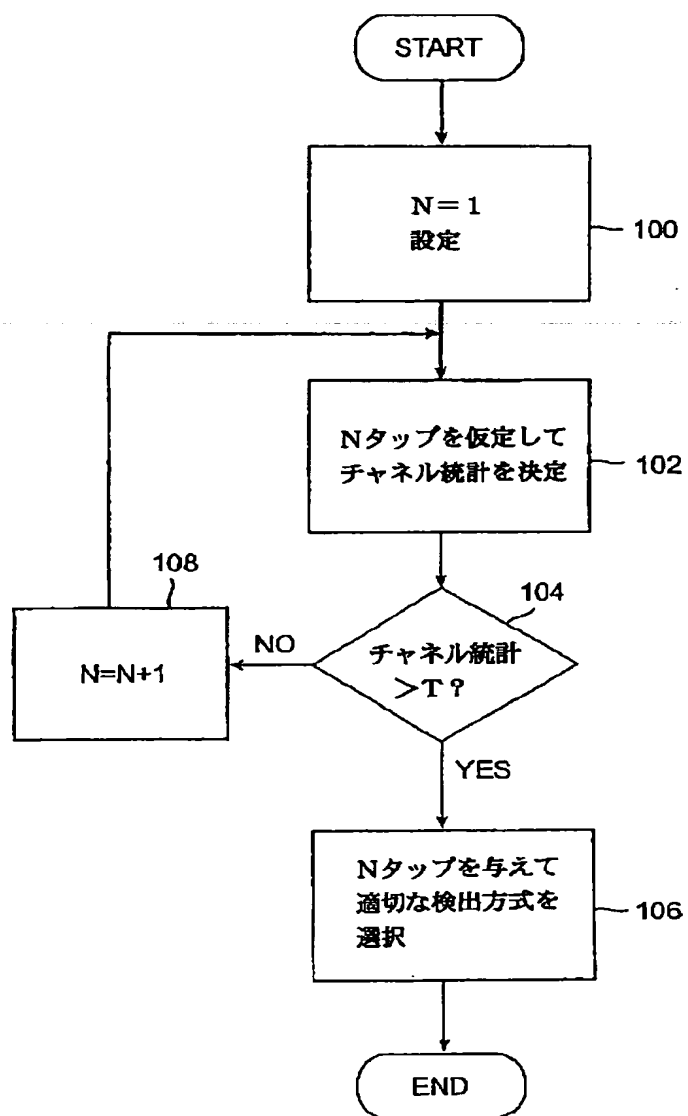 START
N=1
設定
100
Nタップを仮定して
チャネル統計を決定
102
108
104
N=N+1
NO
チャネル統計
>T?
YES
Nタップを与えて
適切な検出方式を
選択
106
END